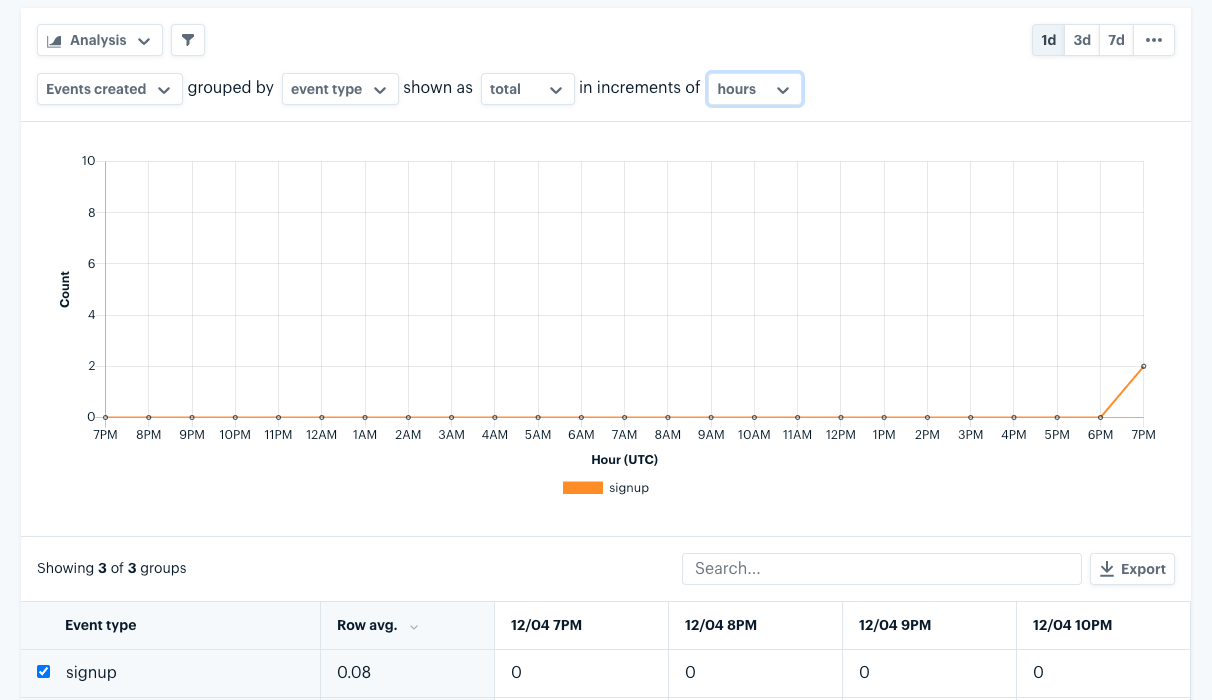 Analysis
1d 3d 7d •••
Events created grouped by event type shown as total in increments of hours
10
8
6
4
2
0
Count
7PM 8PM 9PM 10PM 11PM 12AM 1AM 2AM 3AM 4AM 5AM 6AM 7AM 8AM 9AM 10AM 11AM 12PM 1PM 2PM 3PM 4PM 5PM 6PM 7PM
Hour (UTC)
signup
Showing 3 of 3 groups
Search...
Export
Event type Row avg. 12/04 7PM 12/04 8PM 12/04 9PM 12/04 10PM
signup 0.08 0 0 0 0